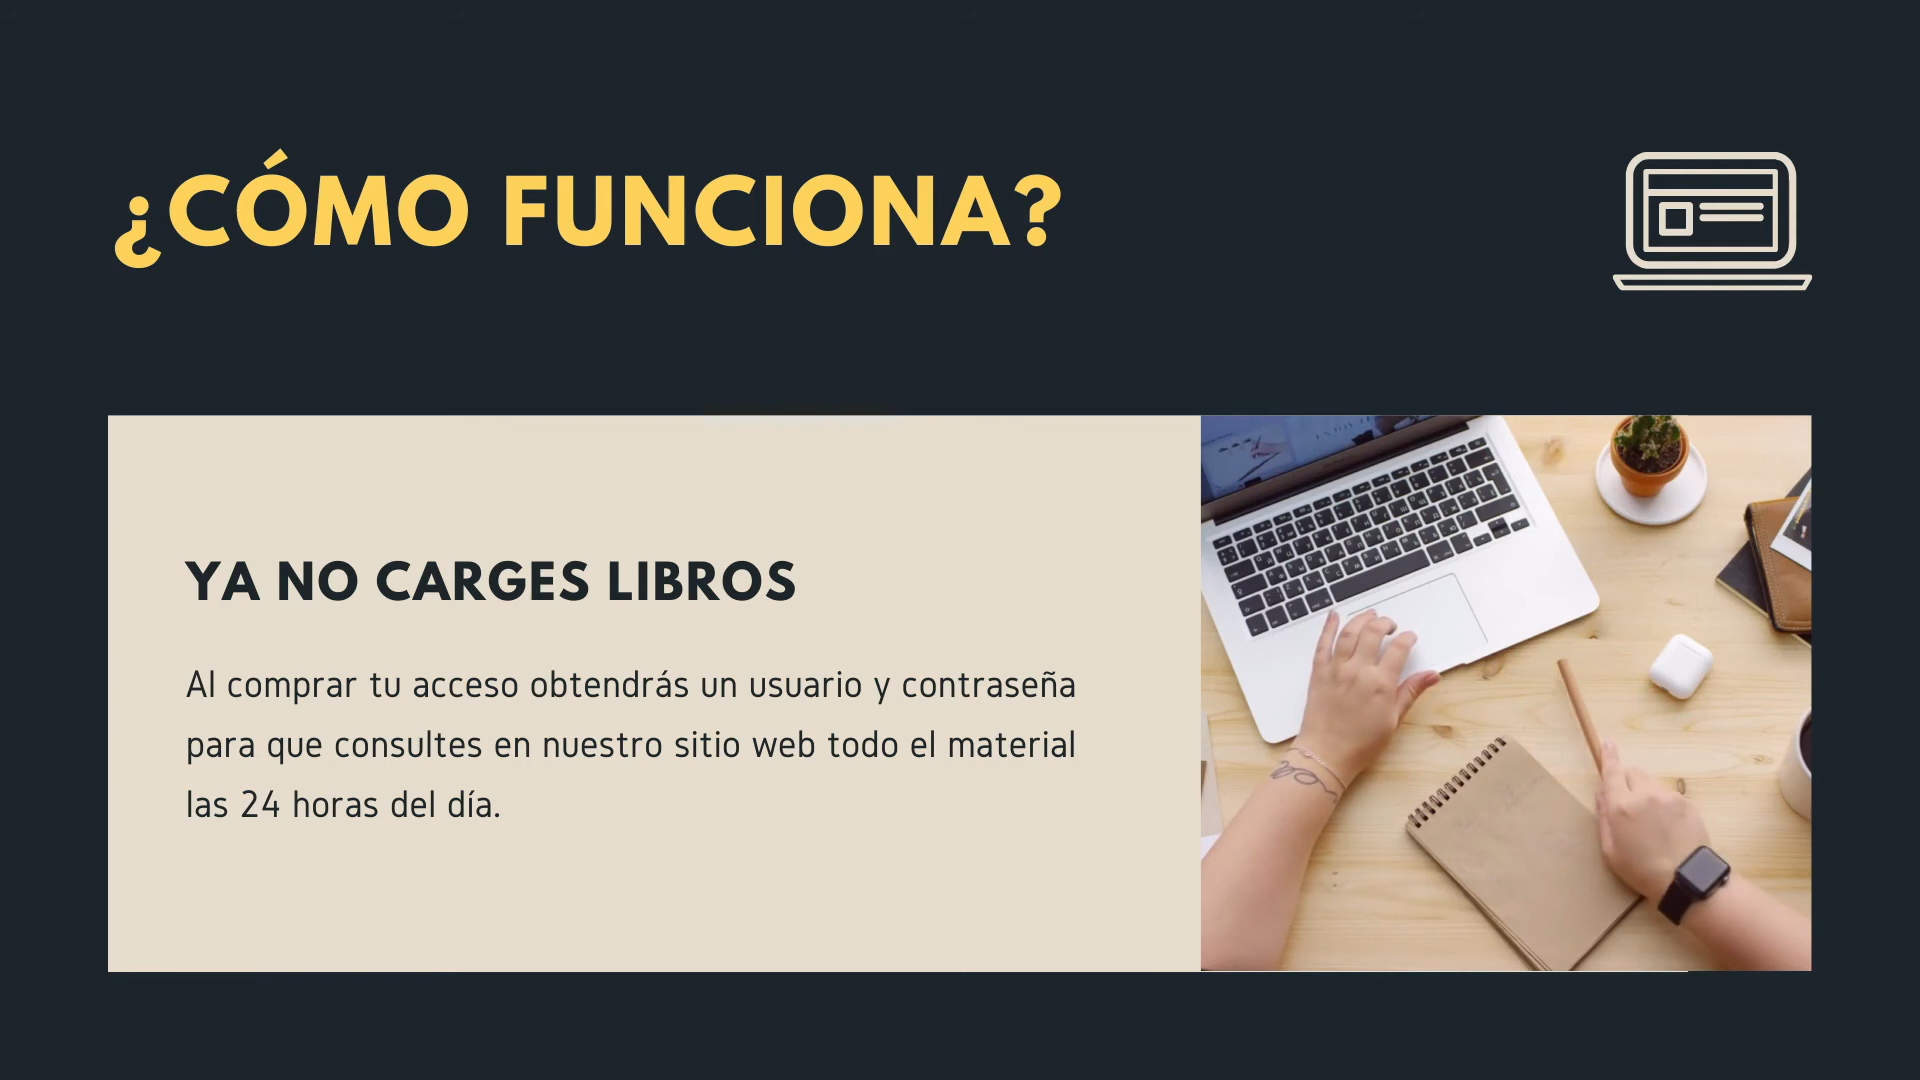 ¿CÓMO FUNCIONA?
YA NO CARGES LIBROS
Al comprar tu acceso obtendrás un usuario y contraseña
para que consultes en nuestro sitio web todo el material
las 24 horas del día.